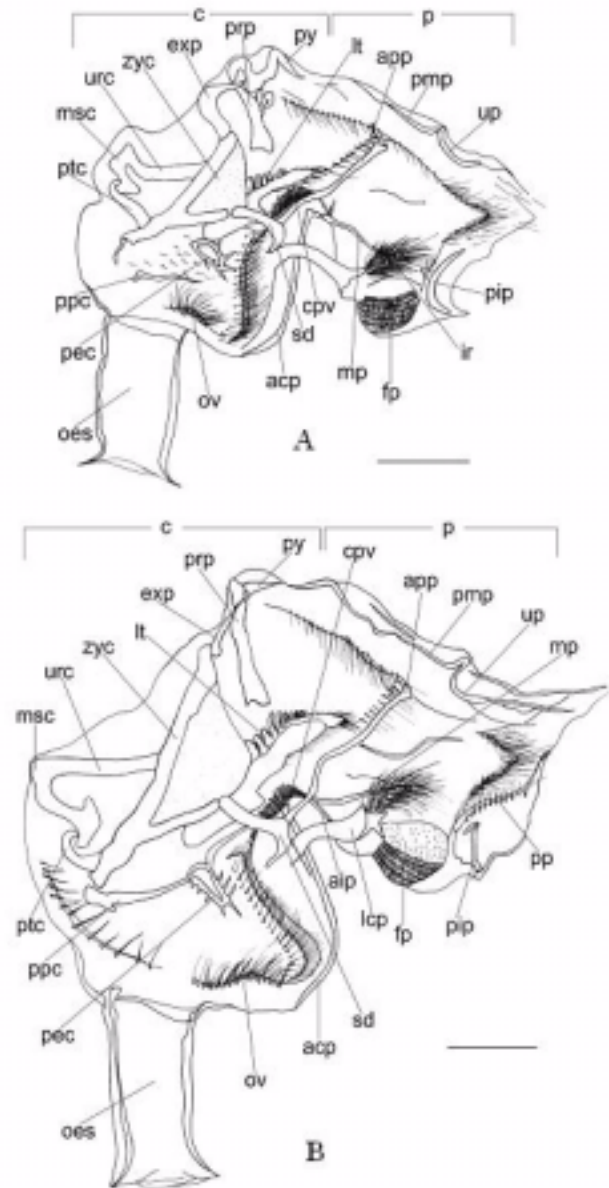 c p
exp prp py lt app pmp up
zyc
urc
msc
ptc
ppc
pec
oes
ov acp sd cpv mp fp ir pip
A
c p
prp py cpv app pmp up mp
exp
lt
zyc
urc
msc
ptc
ppc
pec
oes
ov acp sd aip lcp fp pip pp
B